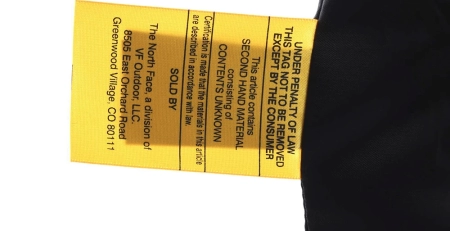 UNDER PENALTY OF LAW
THIS TAG NOT TO BE REMOVED
EXCEPT BY THE CONSUMER
This article contains
SECOND HAND MATERIAL
consisting of
CONTENTS UNKNOWN
Certification is made that the materials in this article
are described in accordance with law.
SOLD BY
The North Face, a division of
VF Outdoor, LLC.
8505 East Orchard Road
Greenwood Village, CO 80111